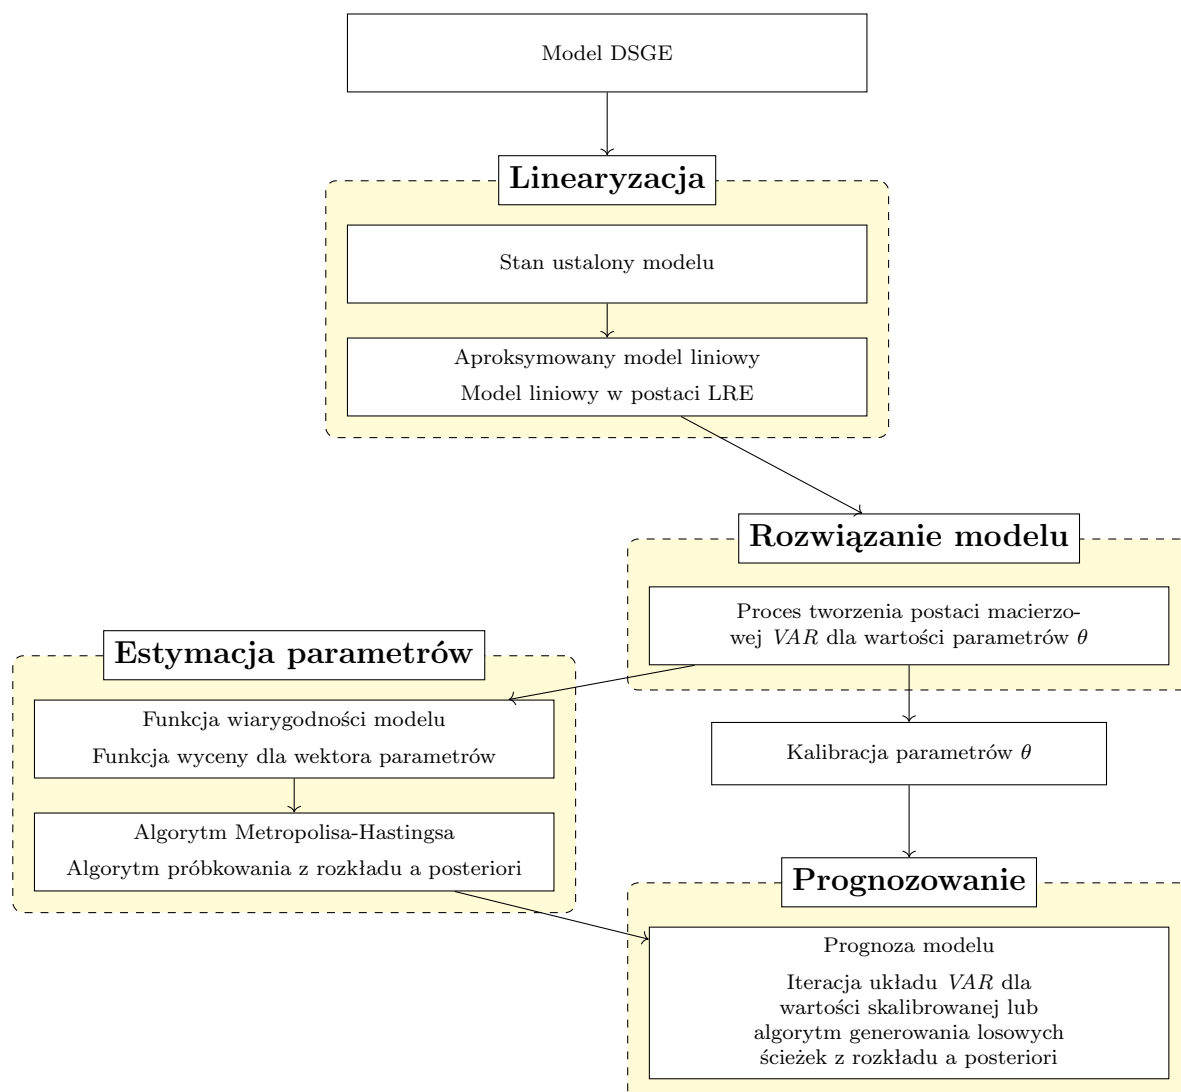 Model DSGE
Linearyzacja
Stan ustalony modelu
Aproksymowany model liniowy
Model liniowy w postaci LRE
Rozwiązanie modelu
Proces tworzenia postaci macierzo-
wej VAR dla wartości parametrów θ
Estymacja parametrów
Funkcja wiarygodności modelu
Funkcja wyceny dla wektora parametrów
Kalibracja parametrów θ
Algorytm Metropolisa-Hastingsa
Algorytm próbkowania z rozkładu a posteriori
Prognozowanie
Prognoza modelu
Iteracja układu VAR dla
wartości skalibrowanej lub
algorytm generowania losowych
ścieżek z rozkładu a posteriori